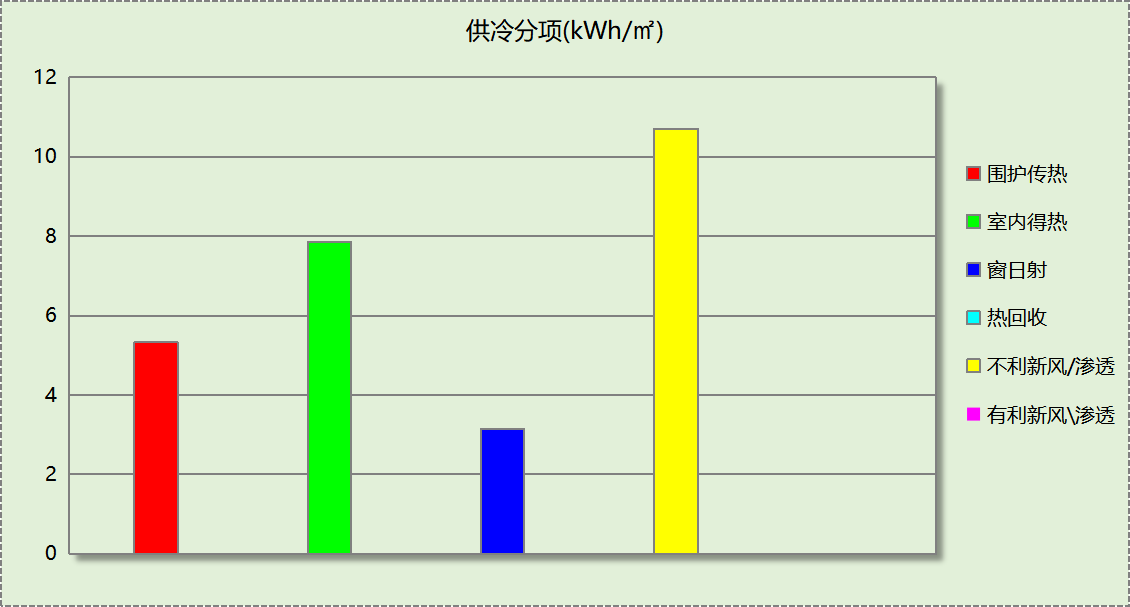 供冷分项(kWh/㎡)
12
10
8
6
4
2
0
围护传热
室内得热
窗日射
热回收
不利新风/渗透
有利新风\渗透